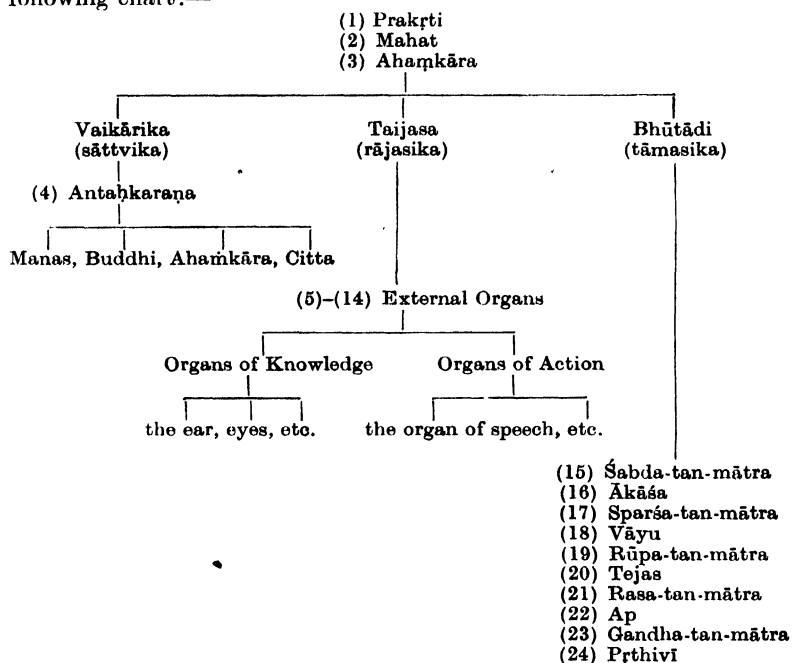 following chart:—
(1) Prakṛti
(2) Mahat
(3) Ahaṃkāra
Vaikārika Taijasa Bhūtādi
(sāttvika) (rājasika) (tāmasika)
(4) Antaḥkaraṇa
Manas, Buddhi, Ahaṁkāra, Citta
(5)–(14) External Organs
Organs of Knowledge Organs of Action
the ear, eyes, etc. the organ of speech, etc.
(15) Śabda-tan-mātra
(16) Ākāśa
(17) Sparśa-tan-mātra
(18) Vāyu
(19) Rūpa-tan-mātra
(20) Tejas
(21) Rasa-tan-mātra
(22) Ap
(23) Gandha-tan-mātra
(24) Pṛthivī